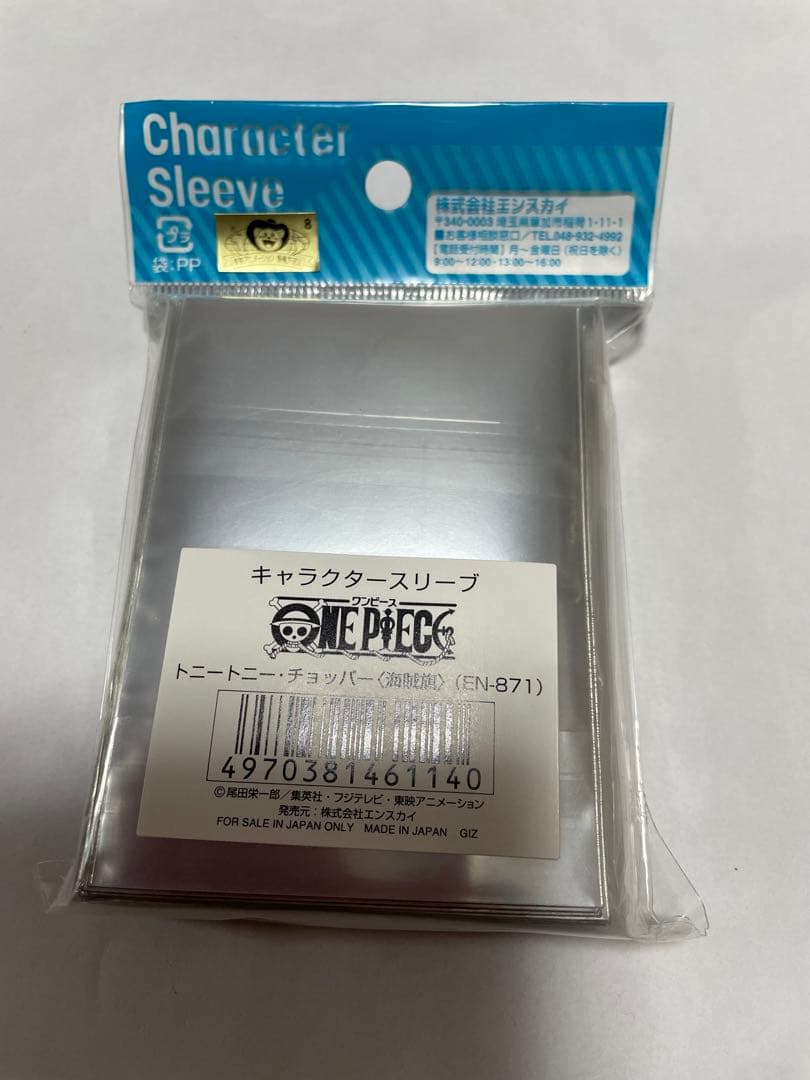 Character
Sleeve
プラ
袋:PP
8
株式会社エンスカイ
〒340-0003 埼玉県草加市稲荷1-11-1
■お客様相談窓口/TEL.048-932-4992
【電話受付時間】月〜金曜日(祝日を除く)
9:00〜12:00・13:00〜16:00
キャラクタースリーブ
ワンピース
ONE PIECE
トニートニー・チョッパー〈海賊旗〉(EN-871)
4970381461140
©尾田栄一郎/集英社・フジテレビ・東映アニメーション
発売元:株式会社エンスカイ
FOR SALE IN JAPAN ONLY MADE IN JAPAN GIZ